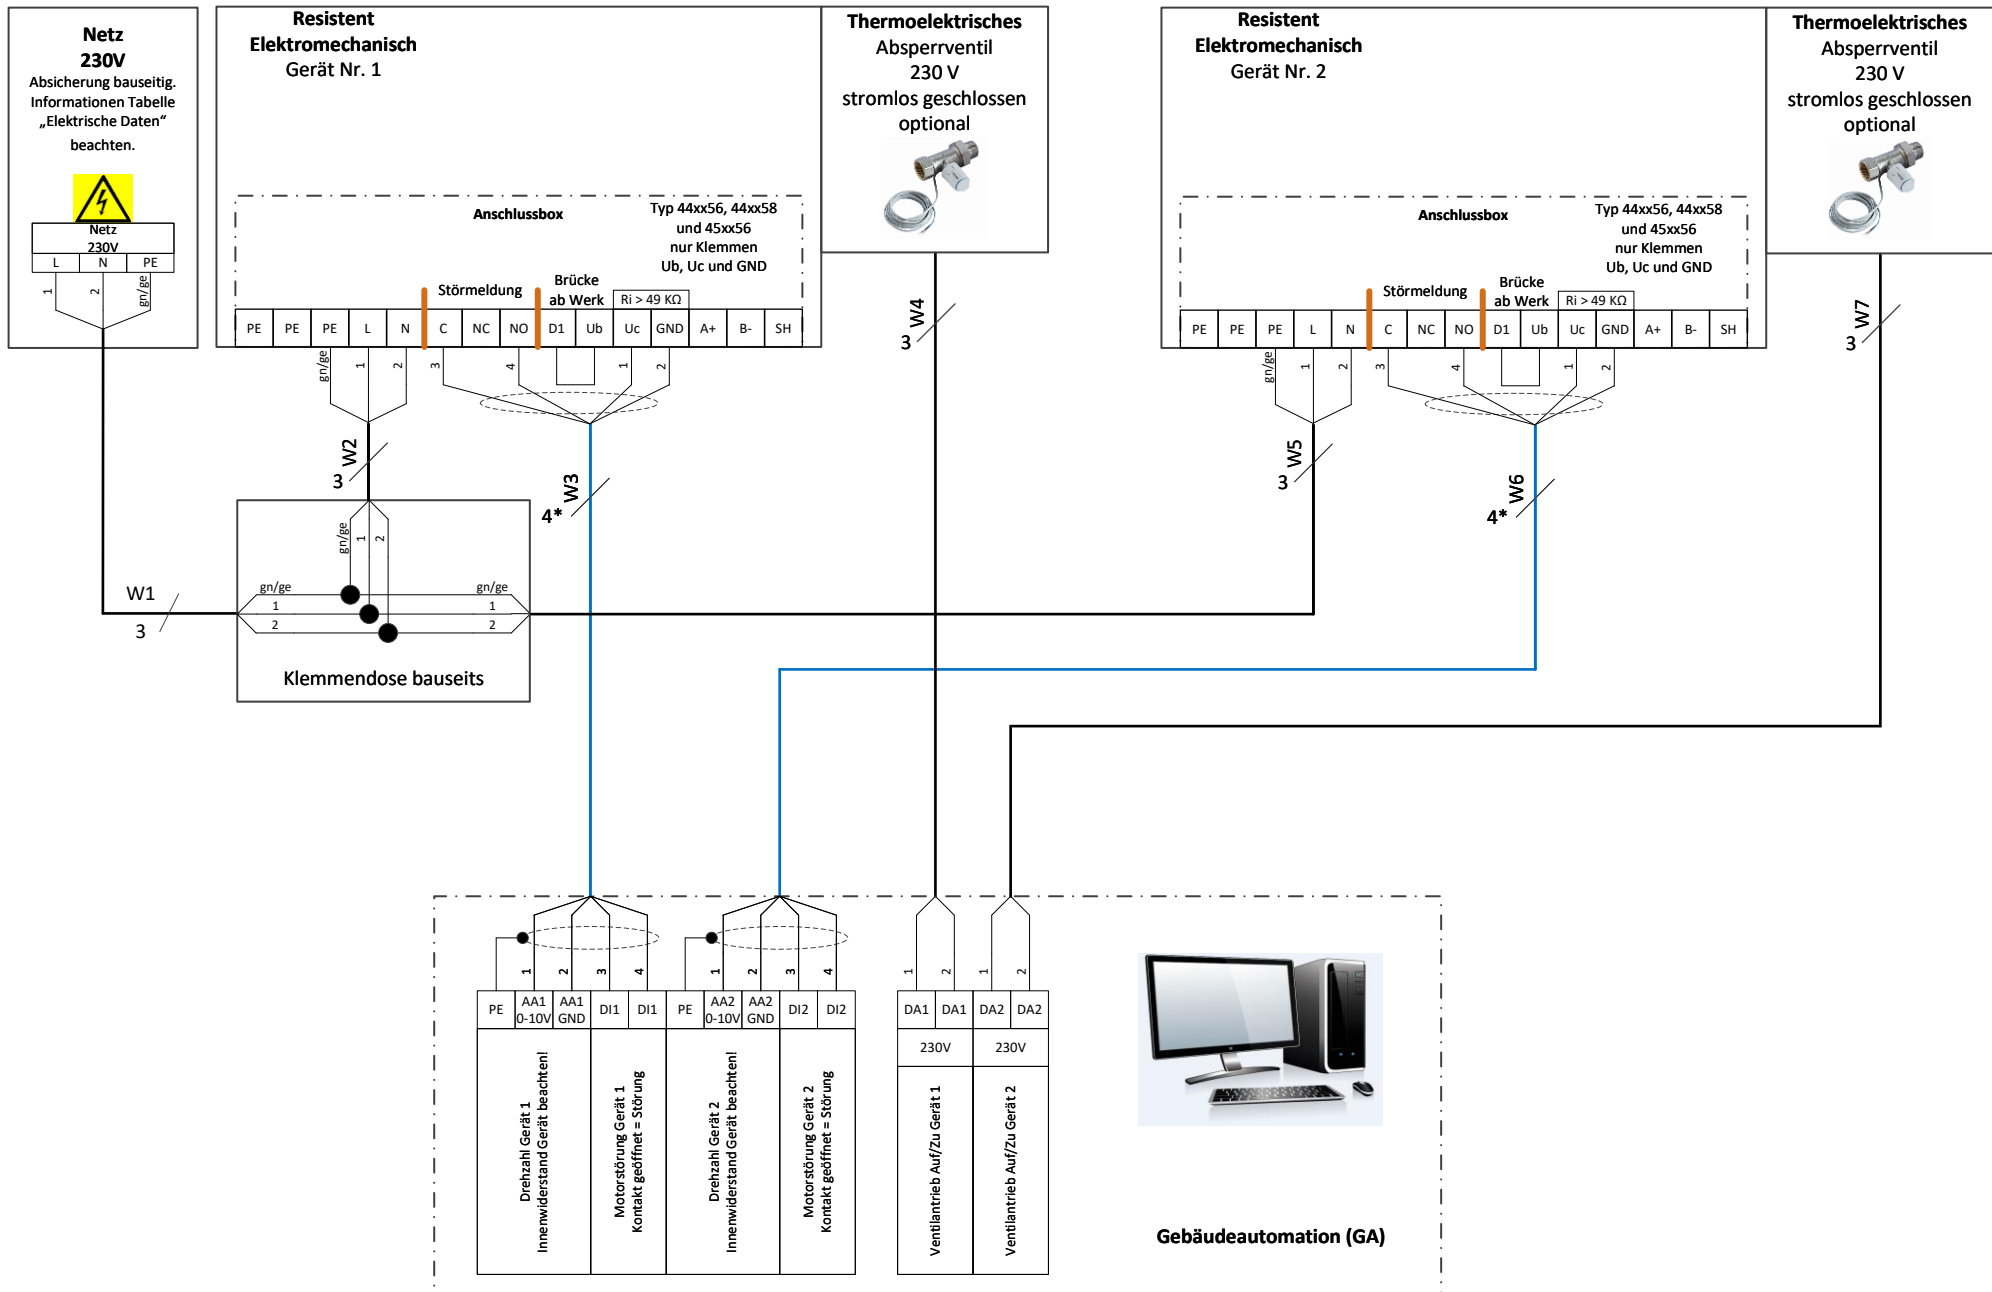 Netz
230V
Absicherung bauseitig.
Informationen Tabelle
„Elektrische Daten“
beachten.
Netz
230V
L N PE
1 2 gn/ge
Resistent
Elektromechanisch
Gerät Nr. 1
Anschlussbox
Typ 44xx56, 44xx58
und 45xx56
nur Klemmen
Ub, Uc und GND
Störmeldung
Brücke
ab Werk
Ri > 49 KΩ
PE PE PE L N C NC NO D1 Ub Uc GND A+ B- SH
gn/ge 1 2 3 4 1 2
Thermoelektrisches
Absperrventil
230 V
stromlos geschlossen
optional
Resistent
Elektromechanisch
Gerät Nr. 2
Anschlussbox
Typ 44xx56, 44xx58
und 45xx56
nur Klemmen
Ub, Uc und GND
Störmeldung
Brücke
ab Werk
Ri > 49 KΩ
PE PE PE L N C NC NO D1 Ub Uc GND A+ B- SH
gn/ge 1 2 3 4 1 2
Thermoelektrisches
Absperrventil
230 V
stromlos geschlossen
optional
W4
3
W7
3
W2
3
W3
4*
W5
3
W6
4*
W1
3
gn/ge 1 2
gn/ge gn/ge
1 1
2 2
Klemmendose bauseits
1 2 3 4 1 2 3 4 1 2 1 2
PE AA1 0-10V AA1 GND DI1 DI1 PE AA2 0-10V AA2 GND DI2 DI2
DA1 DA1 DA2 DA2
230V 230V
Drehzahl Gerät 1
Innenwiderstand Gerät beachten!
Motorstörung Gerät 1
Kontakt geöffnet = Störung
Drehzahl Gerät 2
Innenwiderstand Gerät beachten!
Motorstörung Gerät 2
Kontakt geöffnet = Störung
Ventilantrieb Auf/Zu Gerät 1
Ventilantrieb Auf/Zu Gerät 2
Gebäudeautomation (GA)